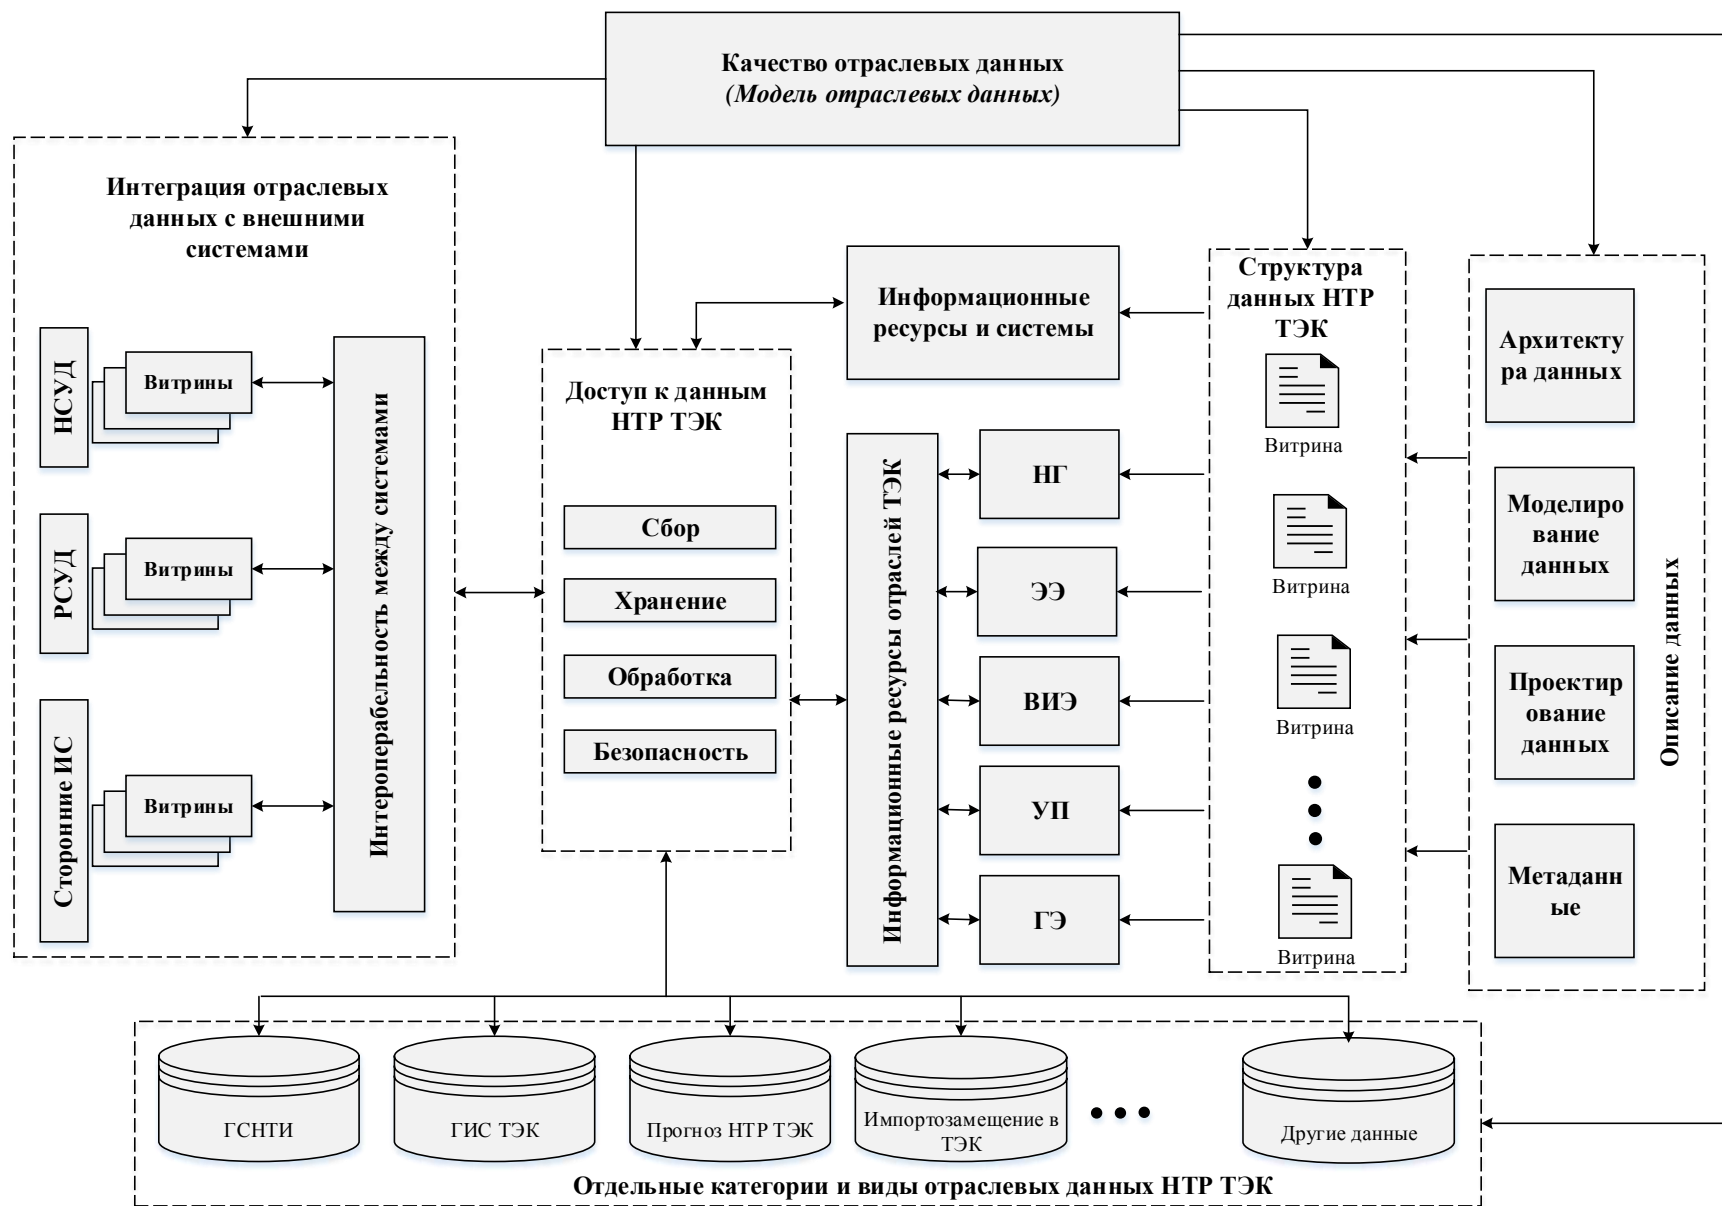 Качество отраслевых данных
(Модель отраслевых данных)
Интеграция отраслевых
данных с внешними
системами
НСУД
Витрины
РСУД
Витрины
Сторонние ИС
Витрины
Интероперабельность между системами
Доступ к данным
НТР ТЭК
Сбор
Хранение
Обработка
Безопасность
Информационные
ресурсы и системы
Информационные ресурсы отраслей ТЭК
НГ
ЭЭ
ВИЭ
УП
ГЭ
Структура
данных НТР
ТЭК
Витрина
Витрина
Витрина
Витрина
Архитекту
ра данных
Моделиро
вание
данных
Проектир
ование
данных
Метаданн
ые
Описание данных
ГСНТИ
ГИС ТЭК
Прогноз НТР ТЭК
Импортозамещение в
ТЭК
Другие данные
Отдельные категории и виды отраслевых данных НТР ТЭК